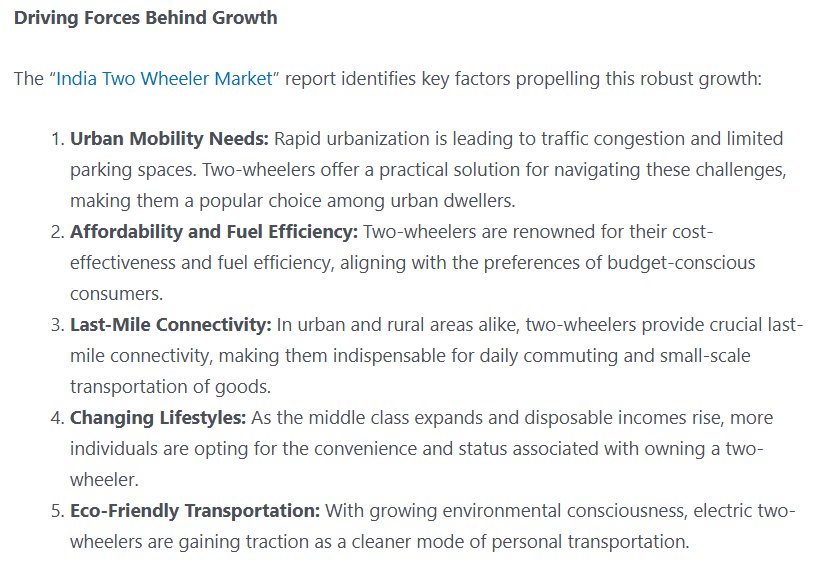 Driving Forces Behind Growth
The “India Two Wheeler Market” report identifies key factors propelling this robust growth:
1. Urban Mobility Needs: Rapid urbanization is leading to traffic congestion and limited
parking spaces. Two-wheelers offer a practical solution for navigating these challenges,
making them a popular choice among urban dwellers.
2. Affordability and Fuel Efficiency: Two-wheelers are renowned for their cost-
effectiveness and fuel efficiency, aligning with the preferences of budget-conscious
consumers.
3. Last-Mile Connectivity: In urban and rural areas alike, two-wheelers provide crucial last-
mile connectivity, making them indispensable for daily commuting and small-scale
transportation of goods.
4. Changing Lifestyles: As the middle class expands and disposable incomes rise, more
individuals are opting for the convenience and status associated with owning a two-
wheeler.
5. Eco-Friendly Transportation: With growing environmental consciousness, electric two-
wheelers are gaining traction as a cleaner mode of personal transportation.